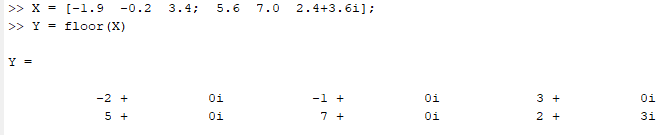 >> X = [-1.9  -0.2  3.4;  5.6  7.0  2.4+3.6i];
>> Y = floor(X)
Y =
-2 + 0i -1 + 0i 3 + 0i
5 + 0i 7 + 0i 2 + 3i